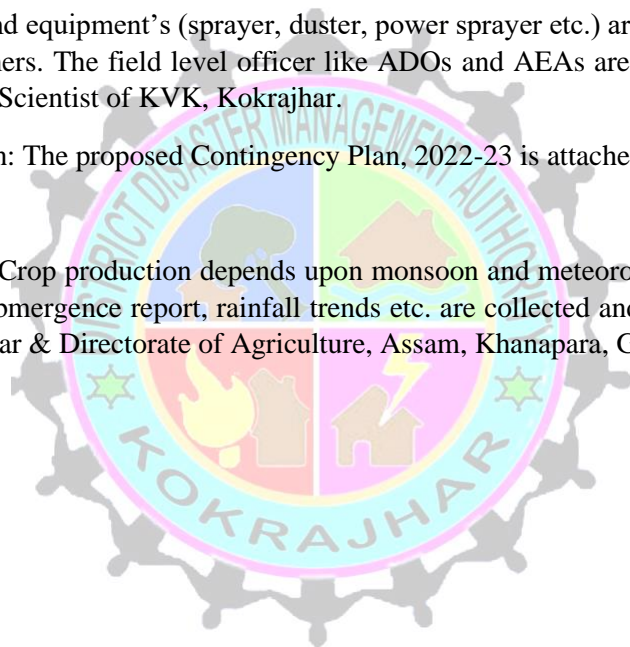 nd equipment’s (sprayer, duster, power sprayer etc.) ar
ners. The field level officer like ADOs and AEAs are
Scientist of KVK, Kokrajhar.
n: The proposed Contingency Plan, 2022-23 is attache
Crop production depends upon monsoon and meteoro
bmergence report, rainfall trends etc. are collected and
ar & Directorate of Agriculture, Assam, Khanapara, G
DISTRICT DISASTER MANAGEMENT AUTHORITY
KOKRAJHAR